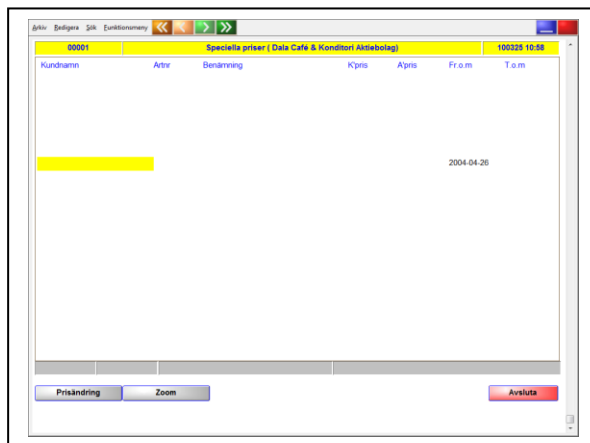 Arkiv Redigera Sök Funktionsmeny
00001 Speciella priser ( Dala Café & Konditori Aktiebolag) 100325 10:58
Kundnamn Artnr Benämning K'pris A'pris Fr.o.m T.o.m
2004-04-26
Prisändring Zoom Avsluta